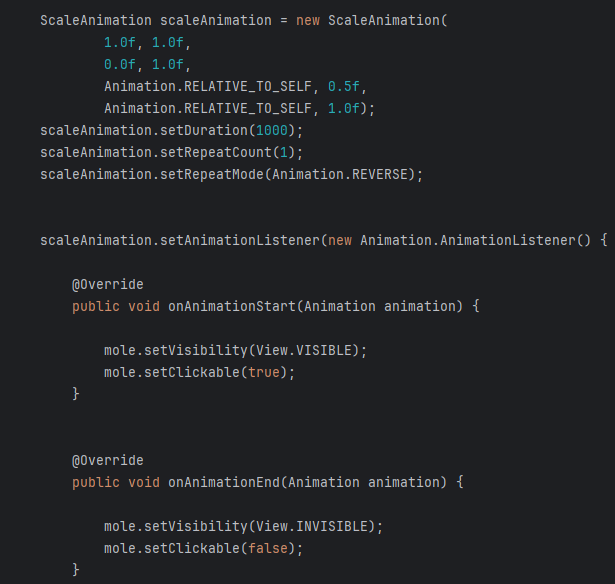 ScaleAnimation scaleAnimation = new ScaleAnimation(
1.0f, 1.0f,
0.0f, 1.0f,
Animation.RELATIVE_TO_SELF, 0.5f,
Animation.RELATIVE_TO_SELF, 1.0f);
scaleAnimation.setDuration(1000);
scaleAnimation.setRepeatCount(1);
scaleAnimation.setRepeatMode(Animation.REVERSE);
scaleAnimation.setAnimationListener(new Animation.AnimationListener() {
@Override
public void onAnimationStart(Animation animation) {
mole.setVisibility(View.VISIBLE);
mole.setClickable(true);
}
@Override
public void onAnimationEnd(Animation animation) {
mole.setVisibility(View.INVISIBLE);
mole.setClickable(false);
}